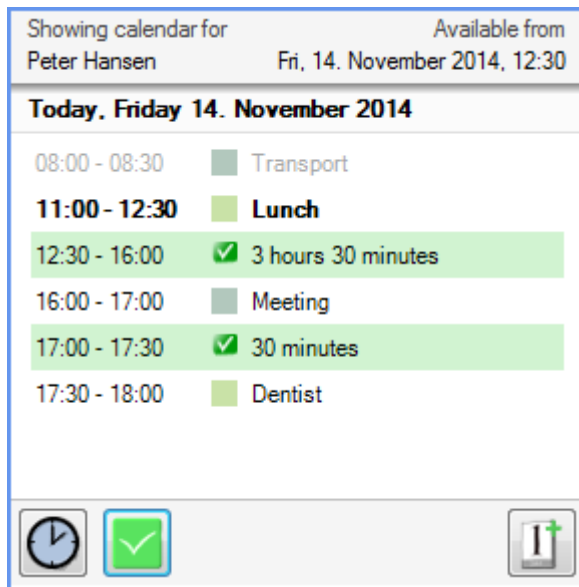 Showing calendar for Available from
Peter Hansen Fri, 14. November 2014, 12:30
Today, Friday 14. November 2014
08:00 - 08:30 Transport
11:00 - 12:30 Lunch
12:30 - 16:00 3 hours 30 minutes
16:00 - 17:00 Meeting
17:00 - 17:30 30 minutes
17:30 - 18:00 Dentist
1